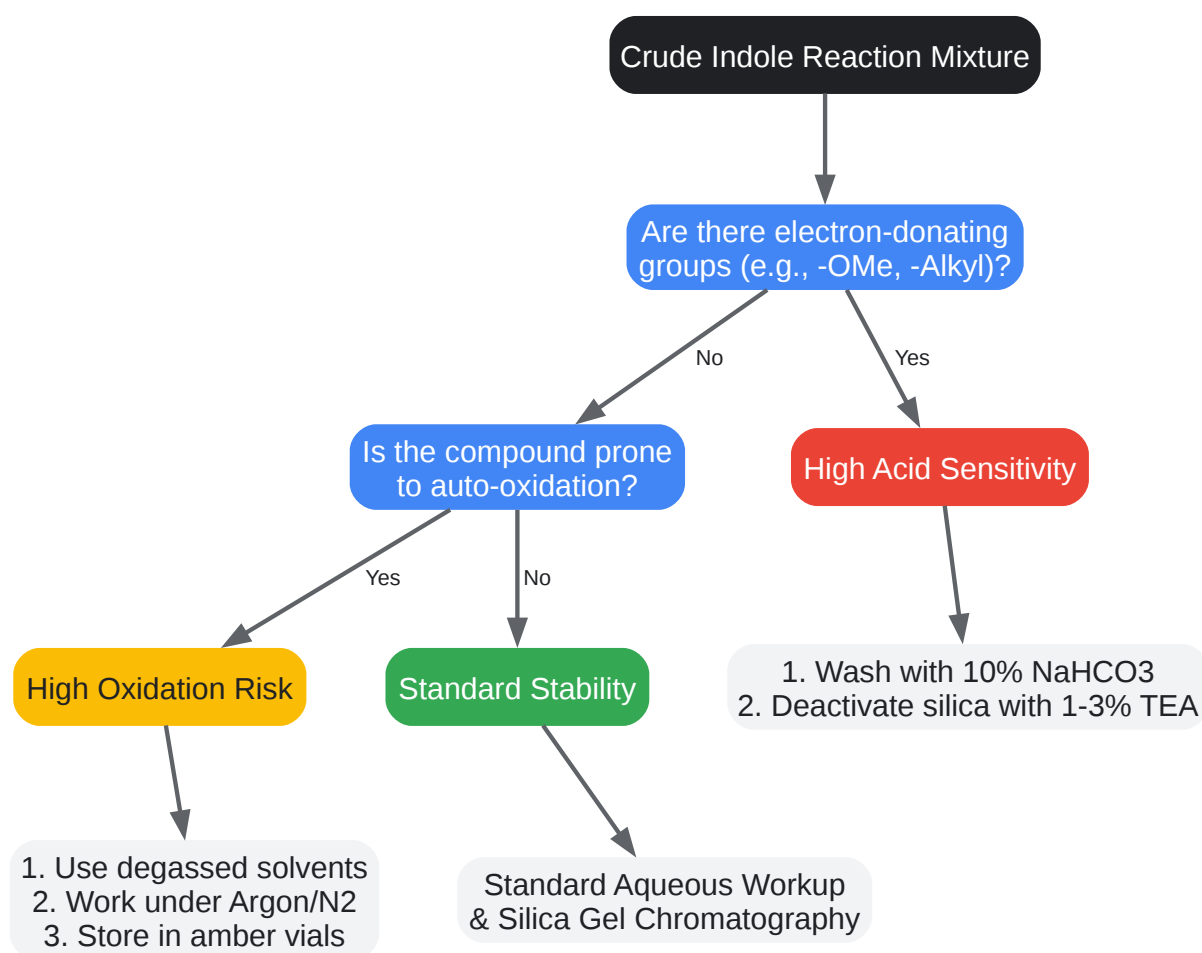 Crude Indole Reaction Mixture
Are there electron-donating
groups (e.g., -OMe, -Alkyl)?
No
Yes
Is the compound prone
to auto-oxidation?
High Acid Sensitivity
Yes
No
High Oxidation Risk
Standard Stability
1. Wash with 10% NaHCO3
2. Deactivate silica with 1-3% TEA
1. Use degassed solvents
2. Work under Argon/N2
3. Store in amber vials
Standard Aqueous Workup
& Silica Gel Chromatography